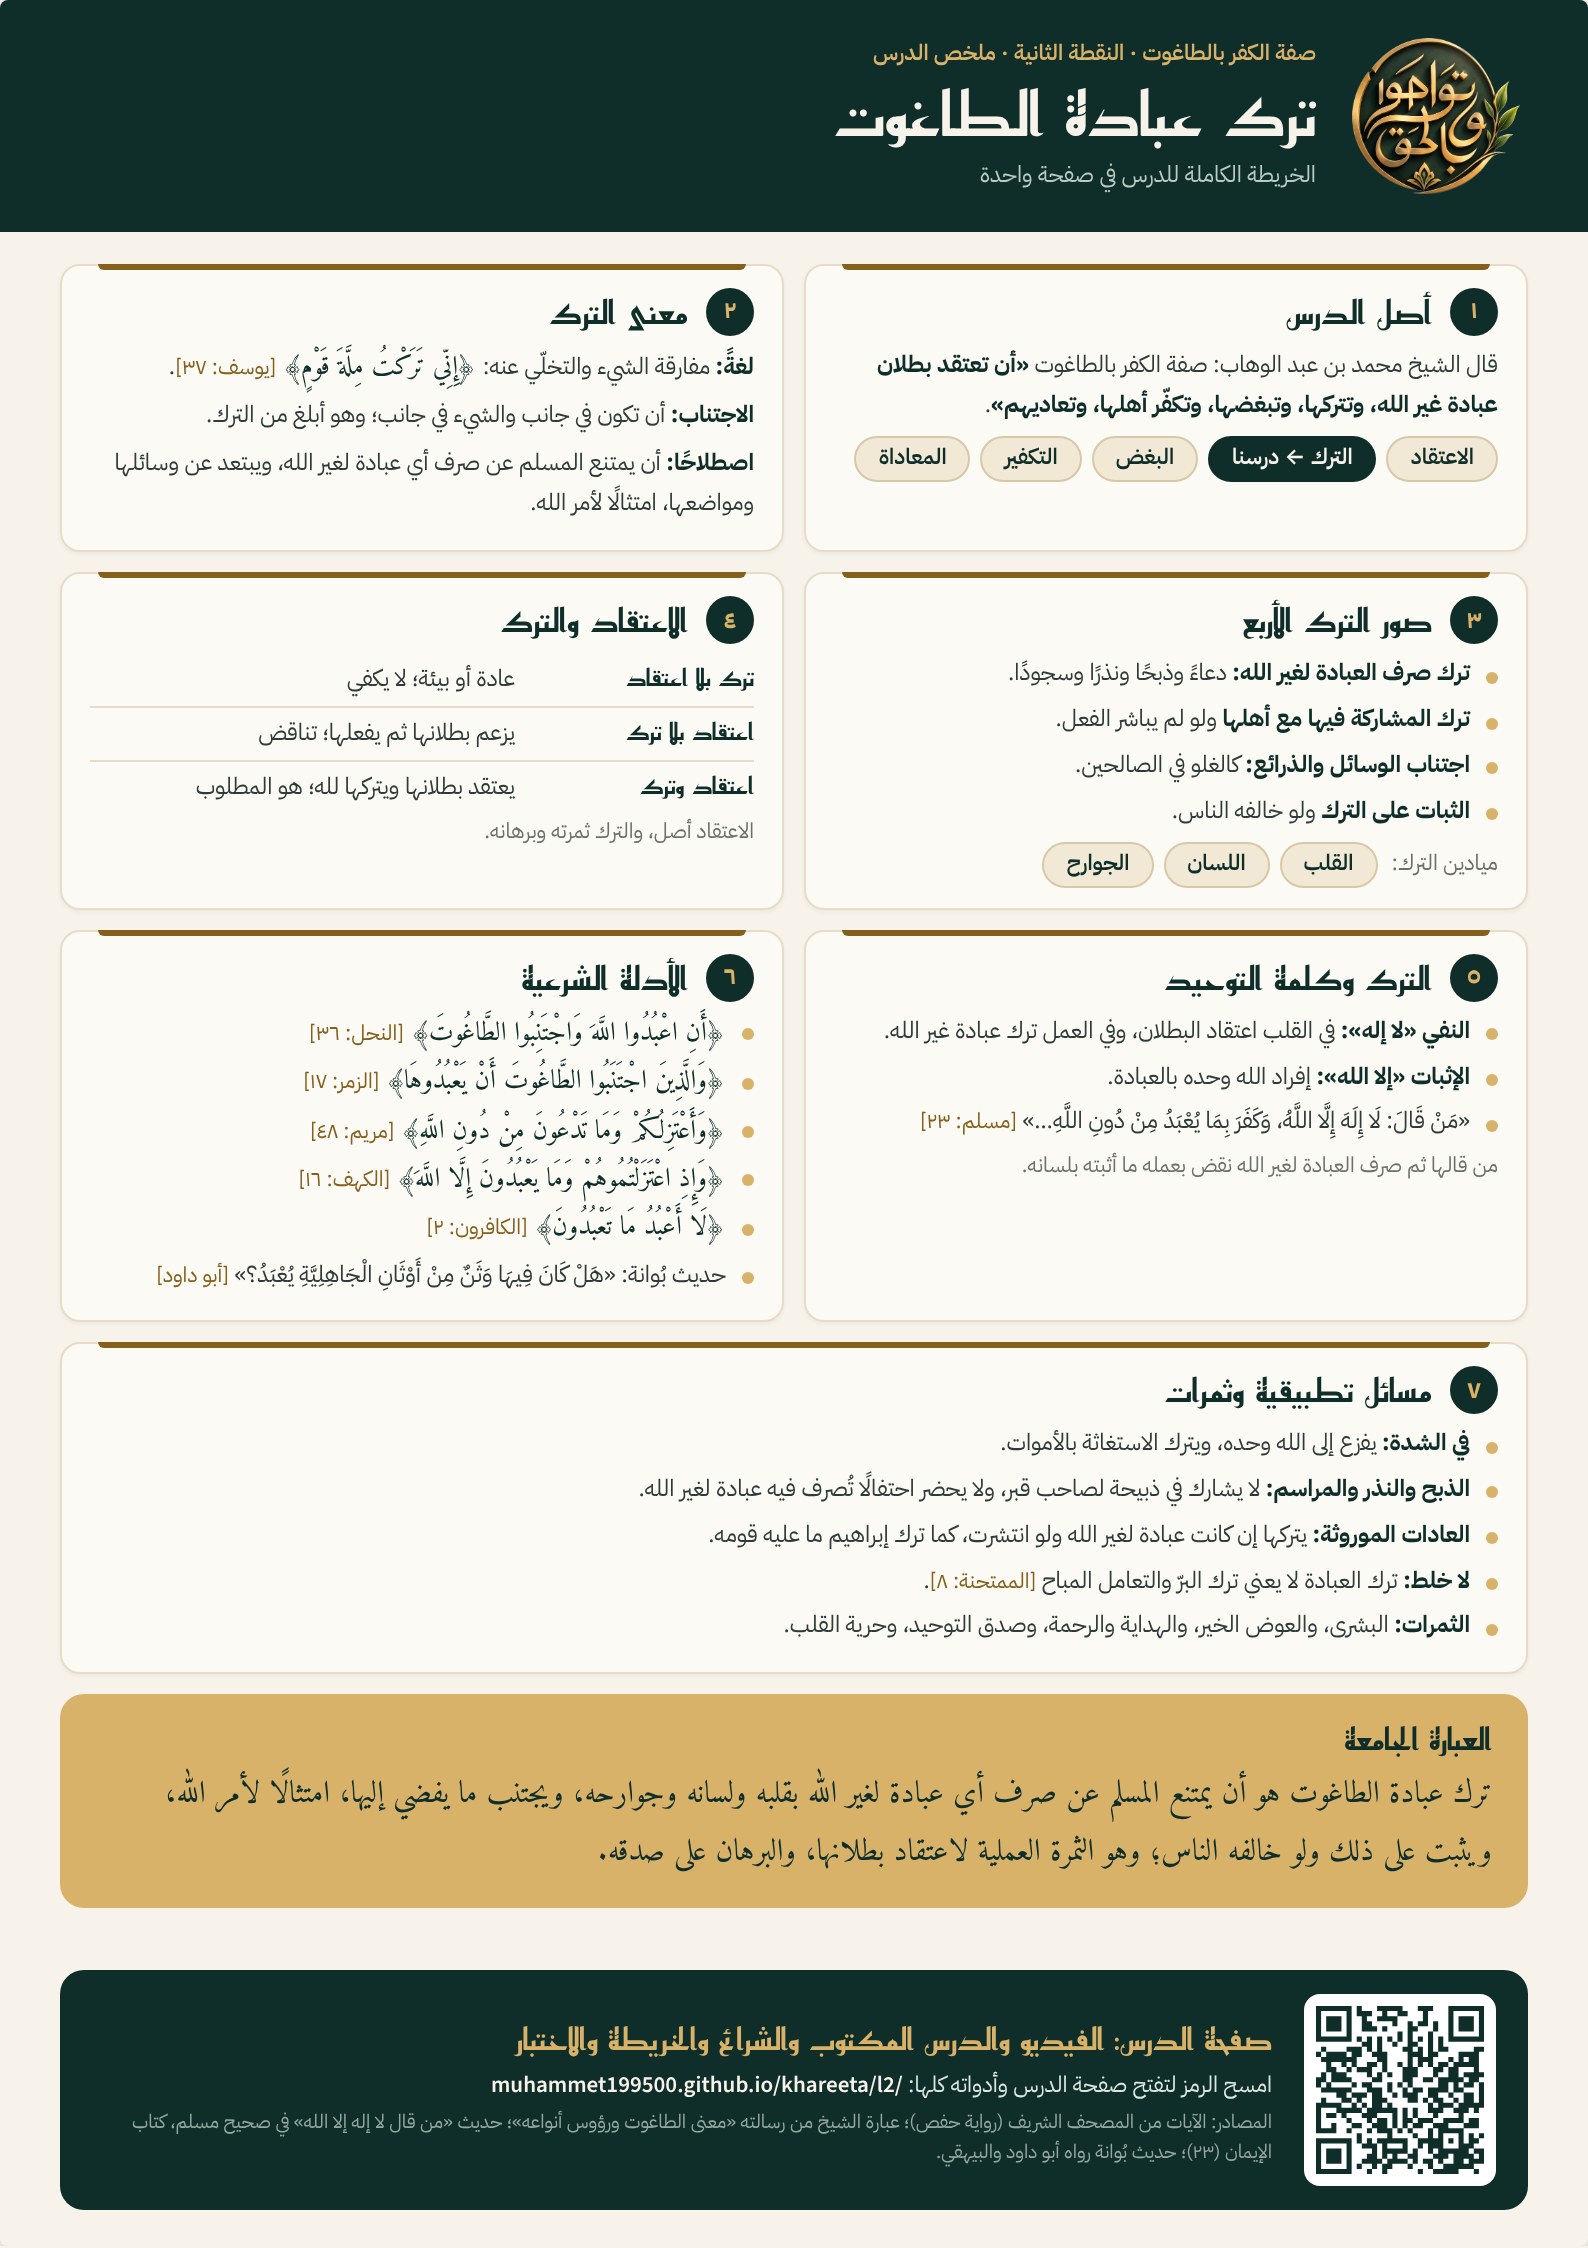 تواصوا بالحق
صفة الكفر بالطاغوت · النقطة الثانية · ملخص الدرس
ترك عبادة الطاغوت
الخريطة الكاملة للدرس في صفحة واحدة
١ أصل الدرس
قال الشيخ محمد بن عبد الوهاب: صفة الكفر بالطاغوت «أن تعتقد بطلان
عبادة غير الله، وتتركها، وتبغضها، وتكفّر أهلها، وتعاديهم».
الاعتقاد
الترك ← درسنا
البغض
التكفير
المعاداة
٢ معنى الترك
لغةً: مفارقة الشيء والتخلّي عنه: ﴿إِنِّي تَرَكْتُ مِلَّةَ قَوْمٍ﴾ [يوسف: ٣٧].
الاجتناب: أن تكون في جانب والشيء في جانب؛ وهو أبلغ من الترك.
اصطلاحًا: أن يمتنع المسلم عن صرف أي عبادة لغير الله، ويبتعد عن وسائلها
ومواضعها، امتثالًا لأمر الله.
٣ صور الترك الأربع
ترك صرف العبادة لغير الله: دعاءً وذبحًا ونذرًا وسجودًا.
ترك المشاركة فيها مع أهلها ولو لم يباشر الفعل.
اجتناب الوسائل والذرائع: كالغلو في الصالحين.
الثبات على الترك ولو خالفه الناس.
ميادين الترك: القلب اللسان الجوارح
٤ الاعتقاد والترك
ترك بلا اعتقاد عادة أو بيئة؛ لا يكفي
اعتقاد بلا ترك يزعم بطلانها ثم يفعلها؛ تناقض
اعتقاد وترك يعتقد بطلانها ويتركها لله؛ هو المطلوب
الاعتقاد أصل، والترك ثمرته وبرهانه.
٥ الترك وكلمة التوحيد
النفي «لا إله»: في القلب اعتقاد البطلان، وفي العمل ترك عبادة غير الله.
الإثبات «إلا الله»: إفراد الله وحده بالعبادة.
«مَنْ قَالَ: لَا إِلَهَ إِلَّا اللَّهُ، وَكَفَرَ بِمَا يُعْبَدُ مِنْ دُونِ اللَّهِ...» [مسلم: ٢٣]
من قالها ثم صرف العبادة لغير الله نقض بعمله ما أثبته بلسانه.
٦ الأدلة الشرعية
﴿أَنِ اعْبُدُوا اللَّهَ وَاجْتَنِبُوا الطَّاغُوتَ﴾ [النحل: ٣٦]
﴿وَالَّذِينَ اجْتَنَبُوا الطَّاغُوتَ أَنْ يَعْبُدُوهَا﴾ [الزمر: ١٧]
﴿وَأَعْتَزِلُكُمْ وَمَا تَدْعُونَ مِنْ دُونِ اللَّهِ﴾ [مريم: ٤٨]
﴿وَإِذِ اعْتَزَلْتُمُوهُمْ وَمَا يَعْبُدُونَ إِلَّا اللَّهَ﴾ [الكهف: ١٦]
﴿لَا أَعْبُدُ مَا تَعْبُدُونَ﴾ [الكافرون: ٢]
حديث بُوانة: «هَلْ كَانَ فِيهَا وَثَنٌ مِنْ أَوْثَانِ الْجَاهِلِيَّةِ يُعْبَدُ؟» [أبو داود]
٧ مسائل تطبيقية وثمرات
في الشدة: يفزع إلى الله وحده، ويترك الاستغاثة بالأموات.
الذبح والنذر والمراسم: لا يشارك في ذبيحة لصاحب قبر، ولا يحضر احتفالًا تُصرف فيه عبادة لغير الله.
العادات الموروثة: يتركها إن كانت عبادة لغير الله ولو انتشرت، كما ترك إبراهيم ما عليه قومه.
لا خلط: ترك العبادة لا يعني ترك البرّ والتعامل المباح [الممتحنة: ٨].
الثمرات: البشرى، والعوض الخير، والهداية والرحمة، وصدق التوحيد، وحرية القلب.
العبارة الجامعة
ترك عبادة الطاغوت هو أن يمتنع المسلم عن صرف أي عبادة لغير الله بقلبه ولسانه وجوارحه، ويجتنب ما يفضي إليها، امتثالًا لأمر الله،
ويثبت على ذلك ولو خالفه الناس؛ وهو الثمرة العملية لاعتقاد بطلانها، والبرهان على صدقه.
صفحة الدرس: الفيديو والدرس المكتوب والشرائح والخريطة والاختبار
امسح الرمز لتفتح صفحة الدرس وأدواته كلها: muhammet199500.github.io/khareeta/l2/
المصادر: الآيات من المصحف الشريف (رواية حفص)؛ عبارة الشيخ من رسالته «معنى الطاغوت ورؤوس أنواعه»؛ حديث «من قال لا إله إلا الله» في صحيح مسلم، كتاب
الإيمان (٢٣)؛ حديث بُوانة رواه أبو داود والبيهقي.